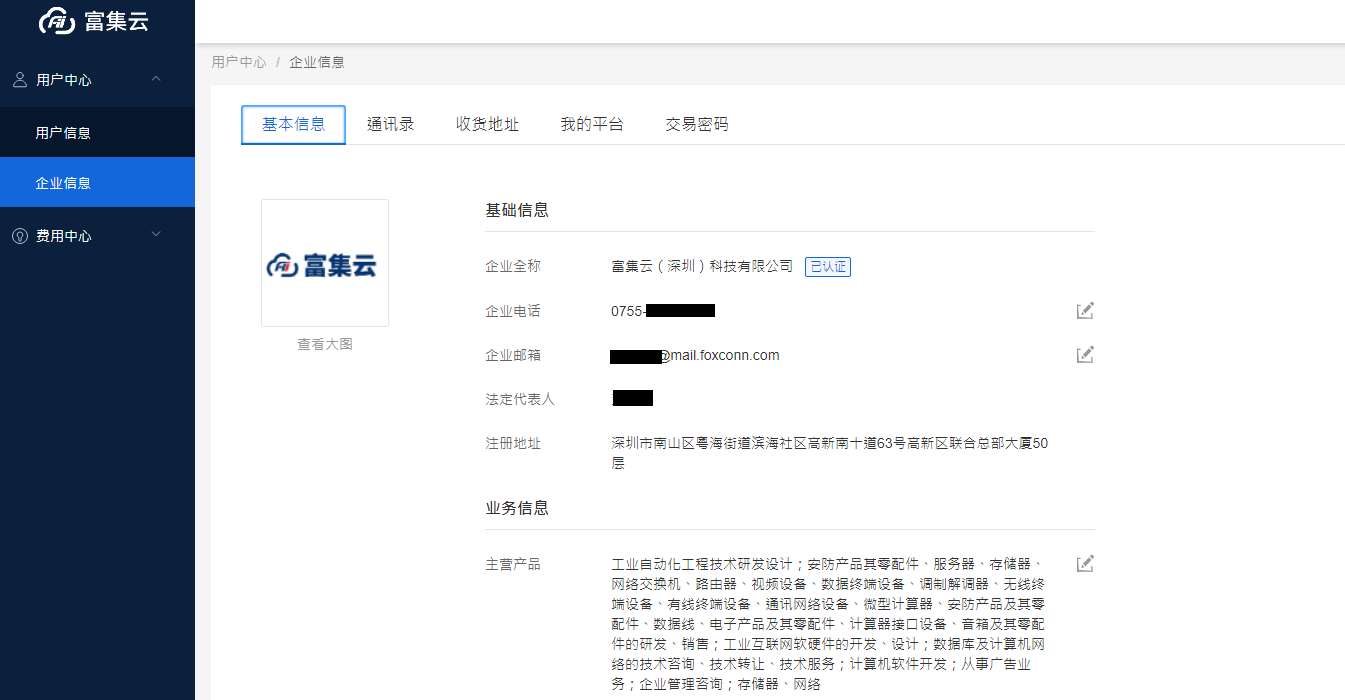 富集云
用户中心
用户信息
企业信息
费用中心
用户中心 / 企业信息
基本信息 通讯录 收货地址 我的平台 交易密码
富集云
查看大图
基础信息
企业全称 富集云（深圳）科技有限公司 已认证
企业电话 0755-
企业邮箱 @mail.foxconn.com
法定代表人
注册地址 深圳市南山区粤海街道滨海社区高新南十道63号高新区联合总部大厦50
层
业务信息
主营产品 工业自动化工程技术研发设计；安防产品其零配件、服务器、存储器、
网络交换机、路由器、视频设备、数据终端设备、调制解调器、无线终
端设备、有线终端设备、通讯网络设备、微型计算器、安防产品及其零
配件、数据线、电子产品及其零配件、计算器接口设备、音箱及其零配
件的研发、销售；工业互联网软硬件的开发、设计；数据库及计算机网
络的技术咨询、技术转让、技术服务；计算机软件开发；从事广告业
务；企业管理咨询；存储器、网络